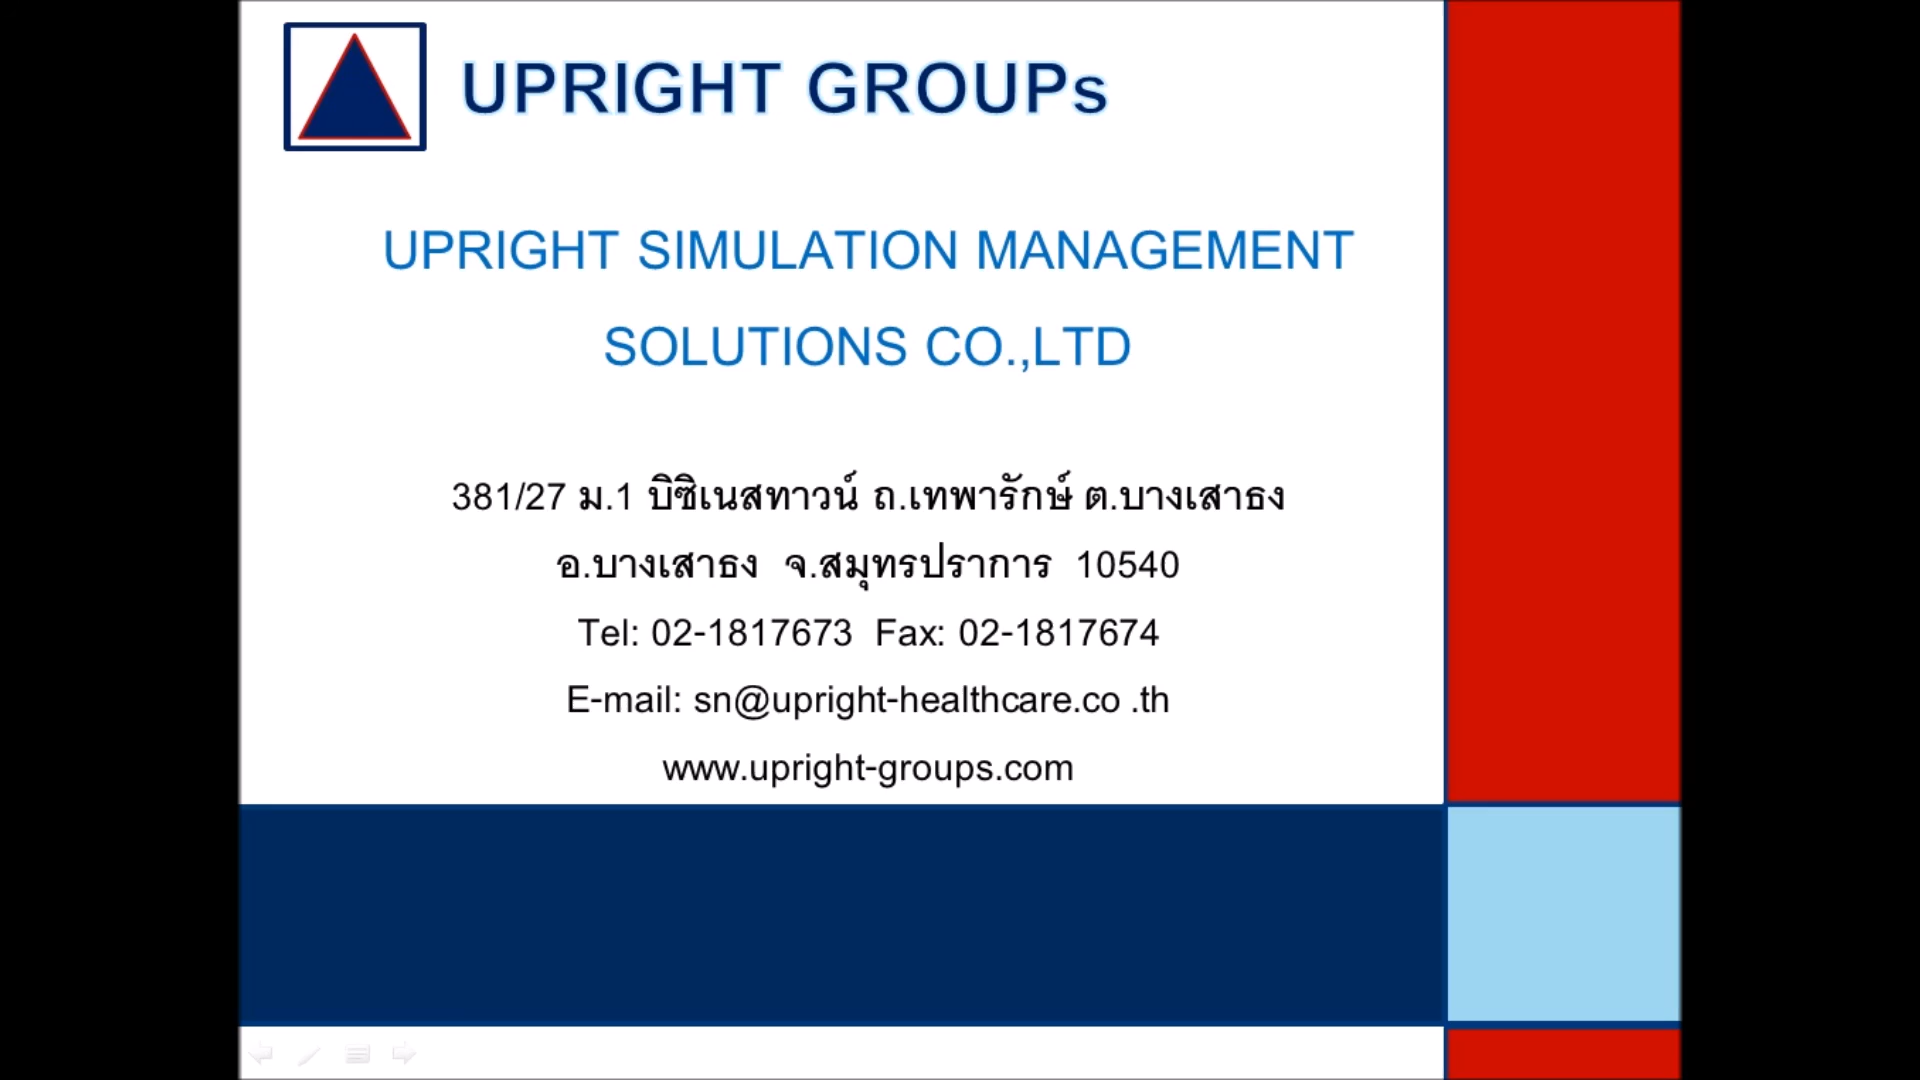 UPRIGHT GROUPs
UPRIGHT SIMULATION MANAGEMENT
SOLUTIONS CO.,LTD
381/27 ม.1 บิซิเนสทาวน์ ถ.เทพารักษ์ ต.บางเสาธง
อ.บางเสาธง จ.สมุทรปราการ 10540
Tel: 02-1817673 Fax: 02-1817674
E-mail: sn@upright-healthcare.co .th
www.upright-groups.com